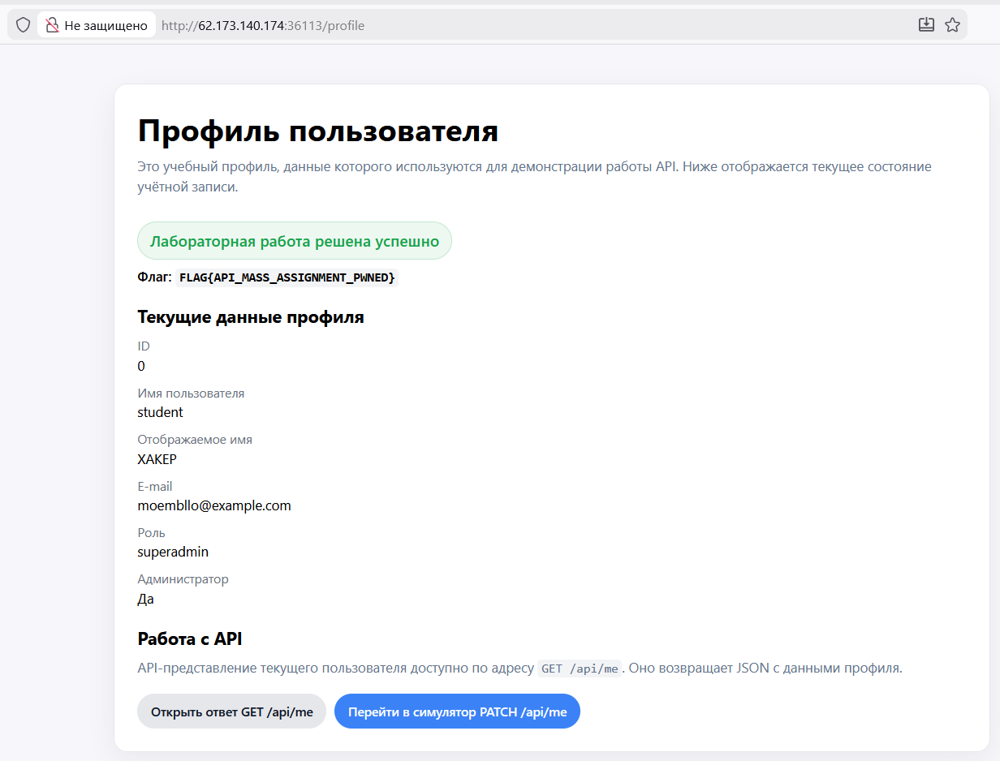 Не защищено http://62.173.140.174:36113/profile
Профиль пользователя
Это учебный профиль, данные которого используются для демонстрации работы API. Ниже отображается текущее состояние
учётной записи.
Лабораторная работа решена успешно
Флаг: FLAG{API_MASS_ASSIGNMENT_PWNED}
Текущие данные профиля
ID
0
Имя пользователя
student
Отображаемое имя
ХАКЕР
E-mail
moembllo@example.com
Роль
superadmin
Администратор
Да
Работа с API
API-представление текущего пользователя доступно по адресу GET /api/me. Оно возвращает JSON с данными профиля.
Открыть ответ GET /api/me Перейти в симулятор PATCH /api/me